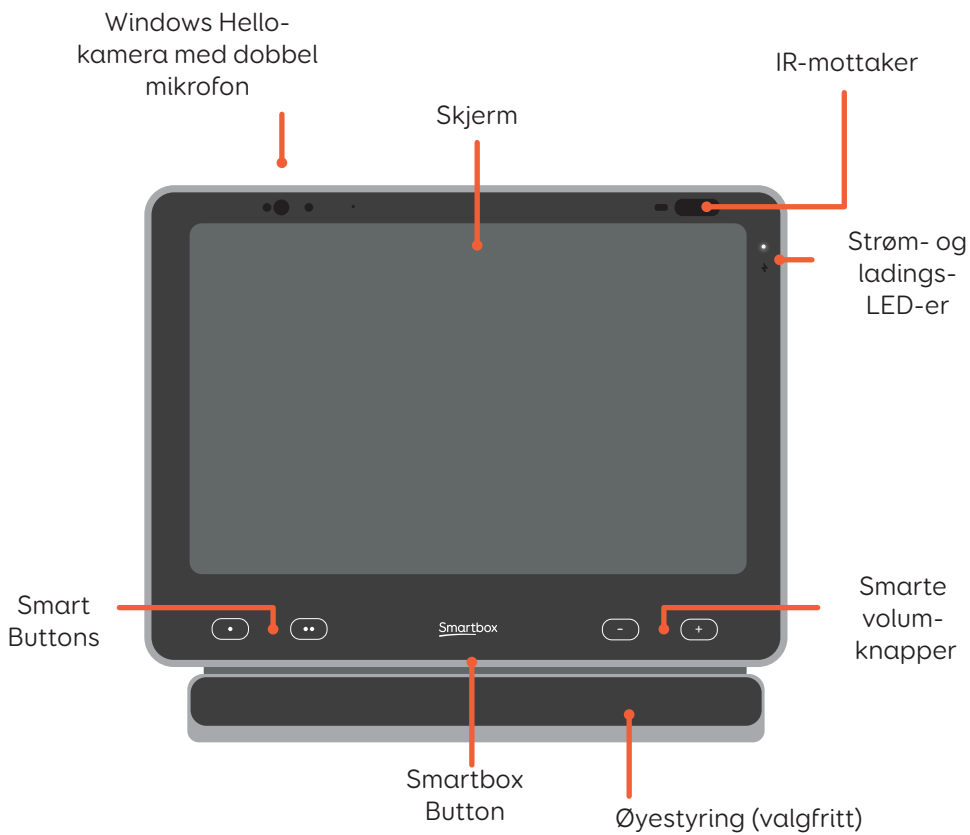 Windows Hello-
kamera med dobbel
mikrofon
Skjerm
IR-mottaker
Strøm- og
ladings-
LED-er
Smart
Buttons
Smartbox
- +
Smarte
volum-
knapper
Smartbox
Button
Øyestyring (valgfritt)